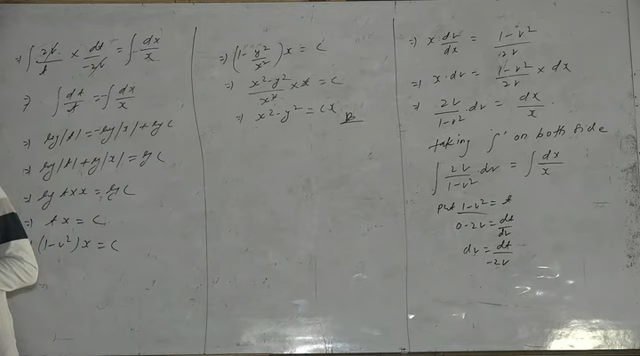 ⇒ ∫ 2v/t × dt/-2v = ∫ dx/x
⇒ ∫ dt/t = -∫ dx/x
⇒ log|t| = -log|x| + log C
⇒ log|t| + log|x| = log C
⇒ log t×x = log C
⇒ t x = C
⇒ (1-v²) x = C
⇒ (1 - y²/x²) x = C
⇒ x²-y²/x² × x = C
⇒ x²-y² = Cx
⇒ x·dv/dx = 1-v²/2v
⇒ x·dv = 1-v²/2v × dx
⇒ 2v/1-v² dv = dx/x
taking ∫ on both side
∫ 2v/1-v² dv = ∫ dx/x
Put 1-v² = t
0-2v = dt/dv
dv = dt/-2v